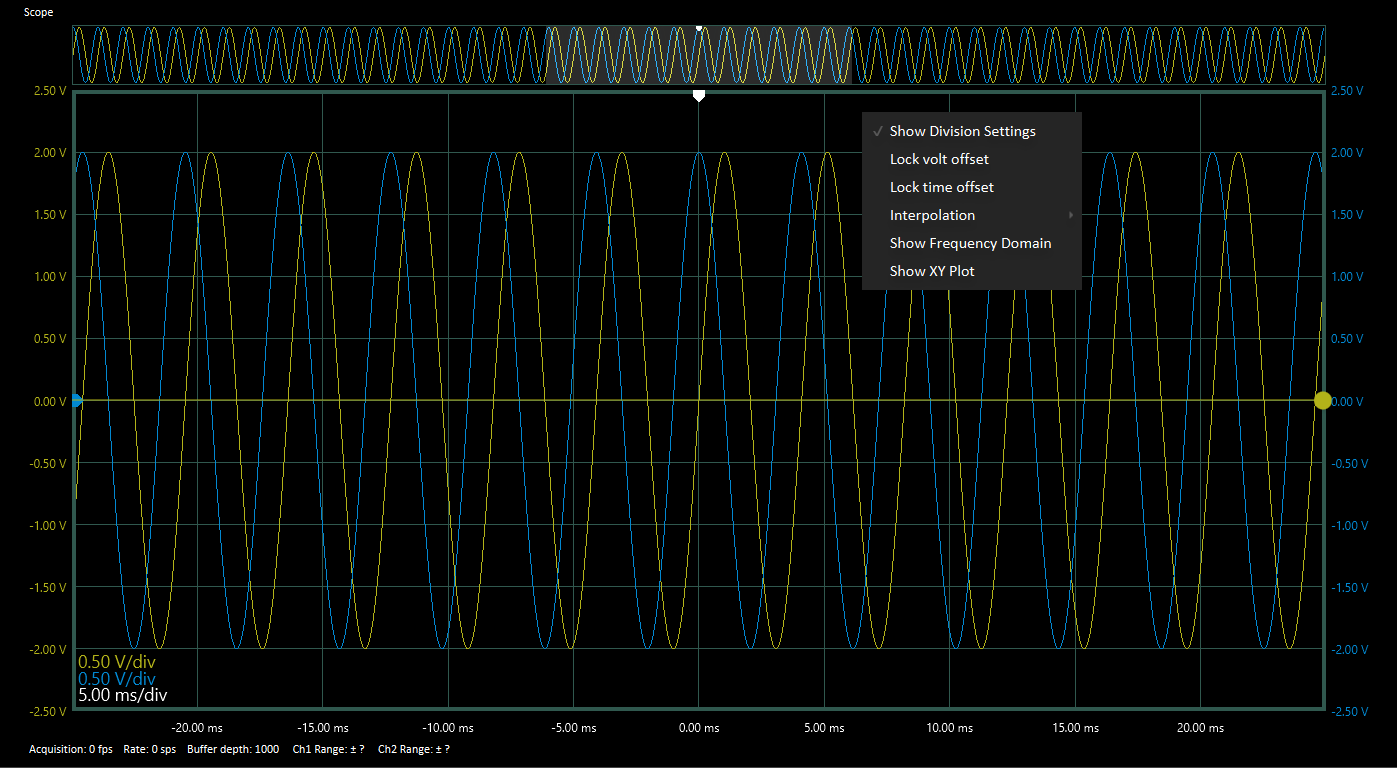 Scope
2.50 V 2.50 V
Show Division Settings
2.00 V 2.00 V
Lock volt offset
Lock time offset
1.50 V Interpolation 1.50 V
Show Frequency Domain
1.00 V Show XY Plot 1.00 V
0.50 V 0.50 V
0.00 V 0.00 V
-0.50 V -0.50 V
-1.00 V -1.00 V
-1.50 V -1.50 V
-2.00 V -2.00 V
0.50 V/div
0.50 V/div
5.00 ms/div
-2.50 V -2.50 V
-20.00 ms -15.00 ms -10.00 ms -5.00 ms 0.00 ms 5.00 ms 10.00 ms 15.00 ms 20.00 ms
Acquisition: 0 fps Rate: 0 sps Buffer depth: 1000 Ch1 Range: ± ? Ch2 Range: ± ?